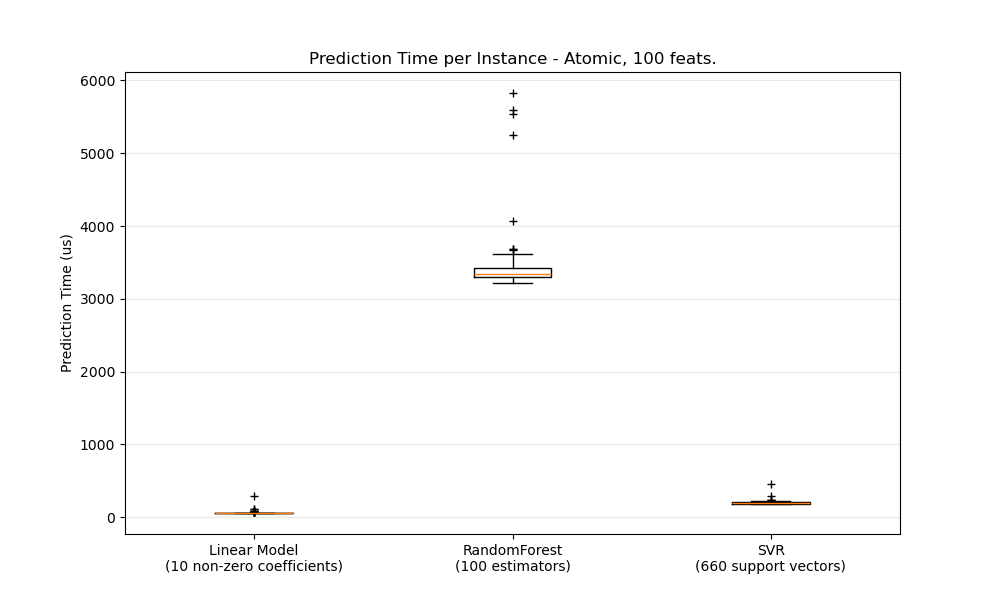 Prediction Time per Instance - Atomic, 100 feats.
Prediction Time (us)
6000
5000
4000
3000
2000
1000
0
Linear Model
(10 non-zero coefficients)
RandomForest
(100 estimators)
SVR
(660 support vectors)